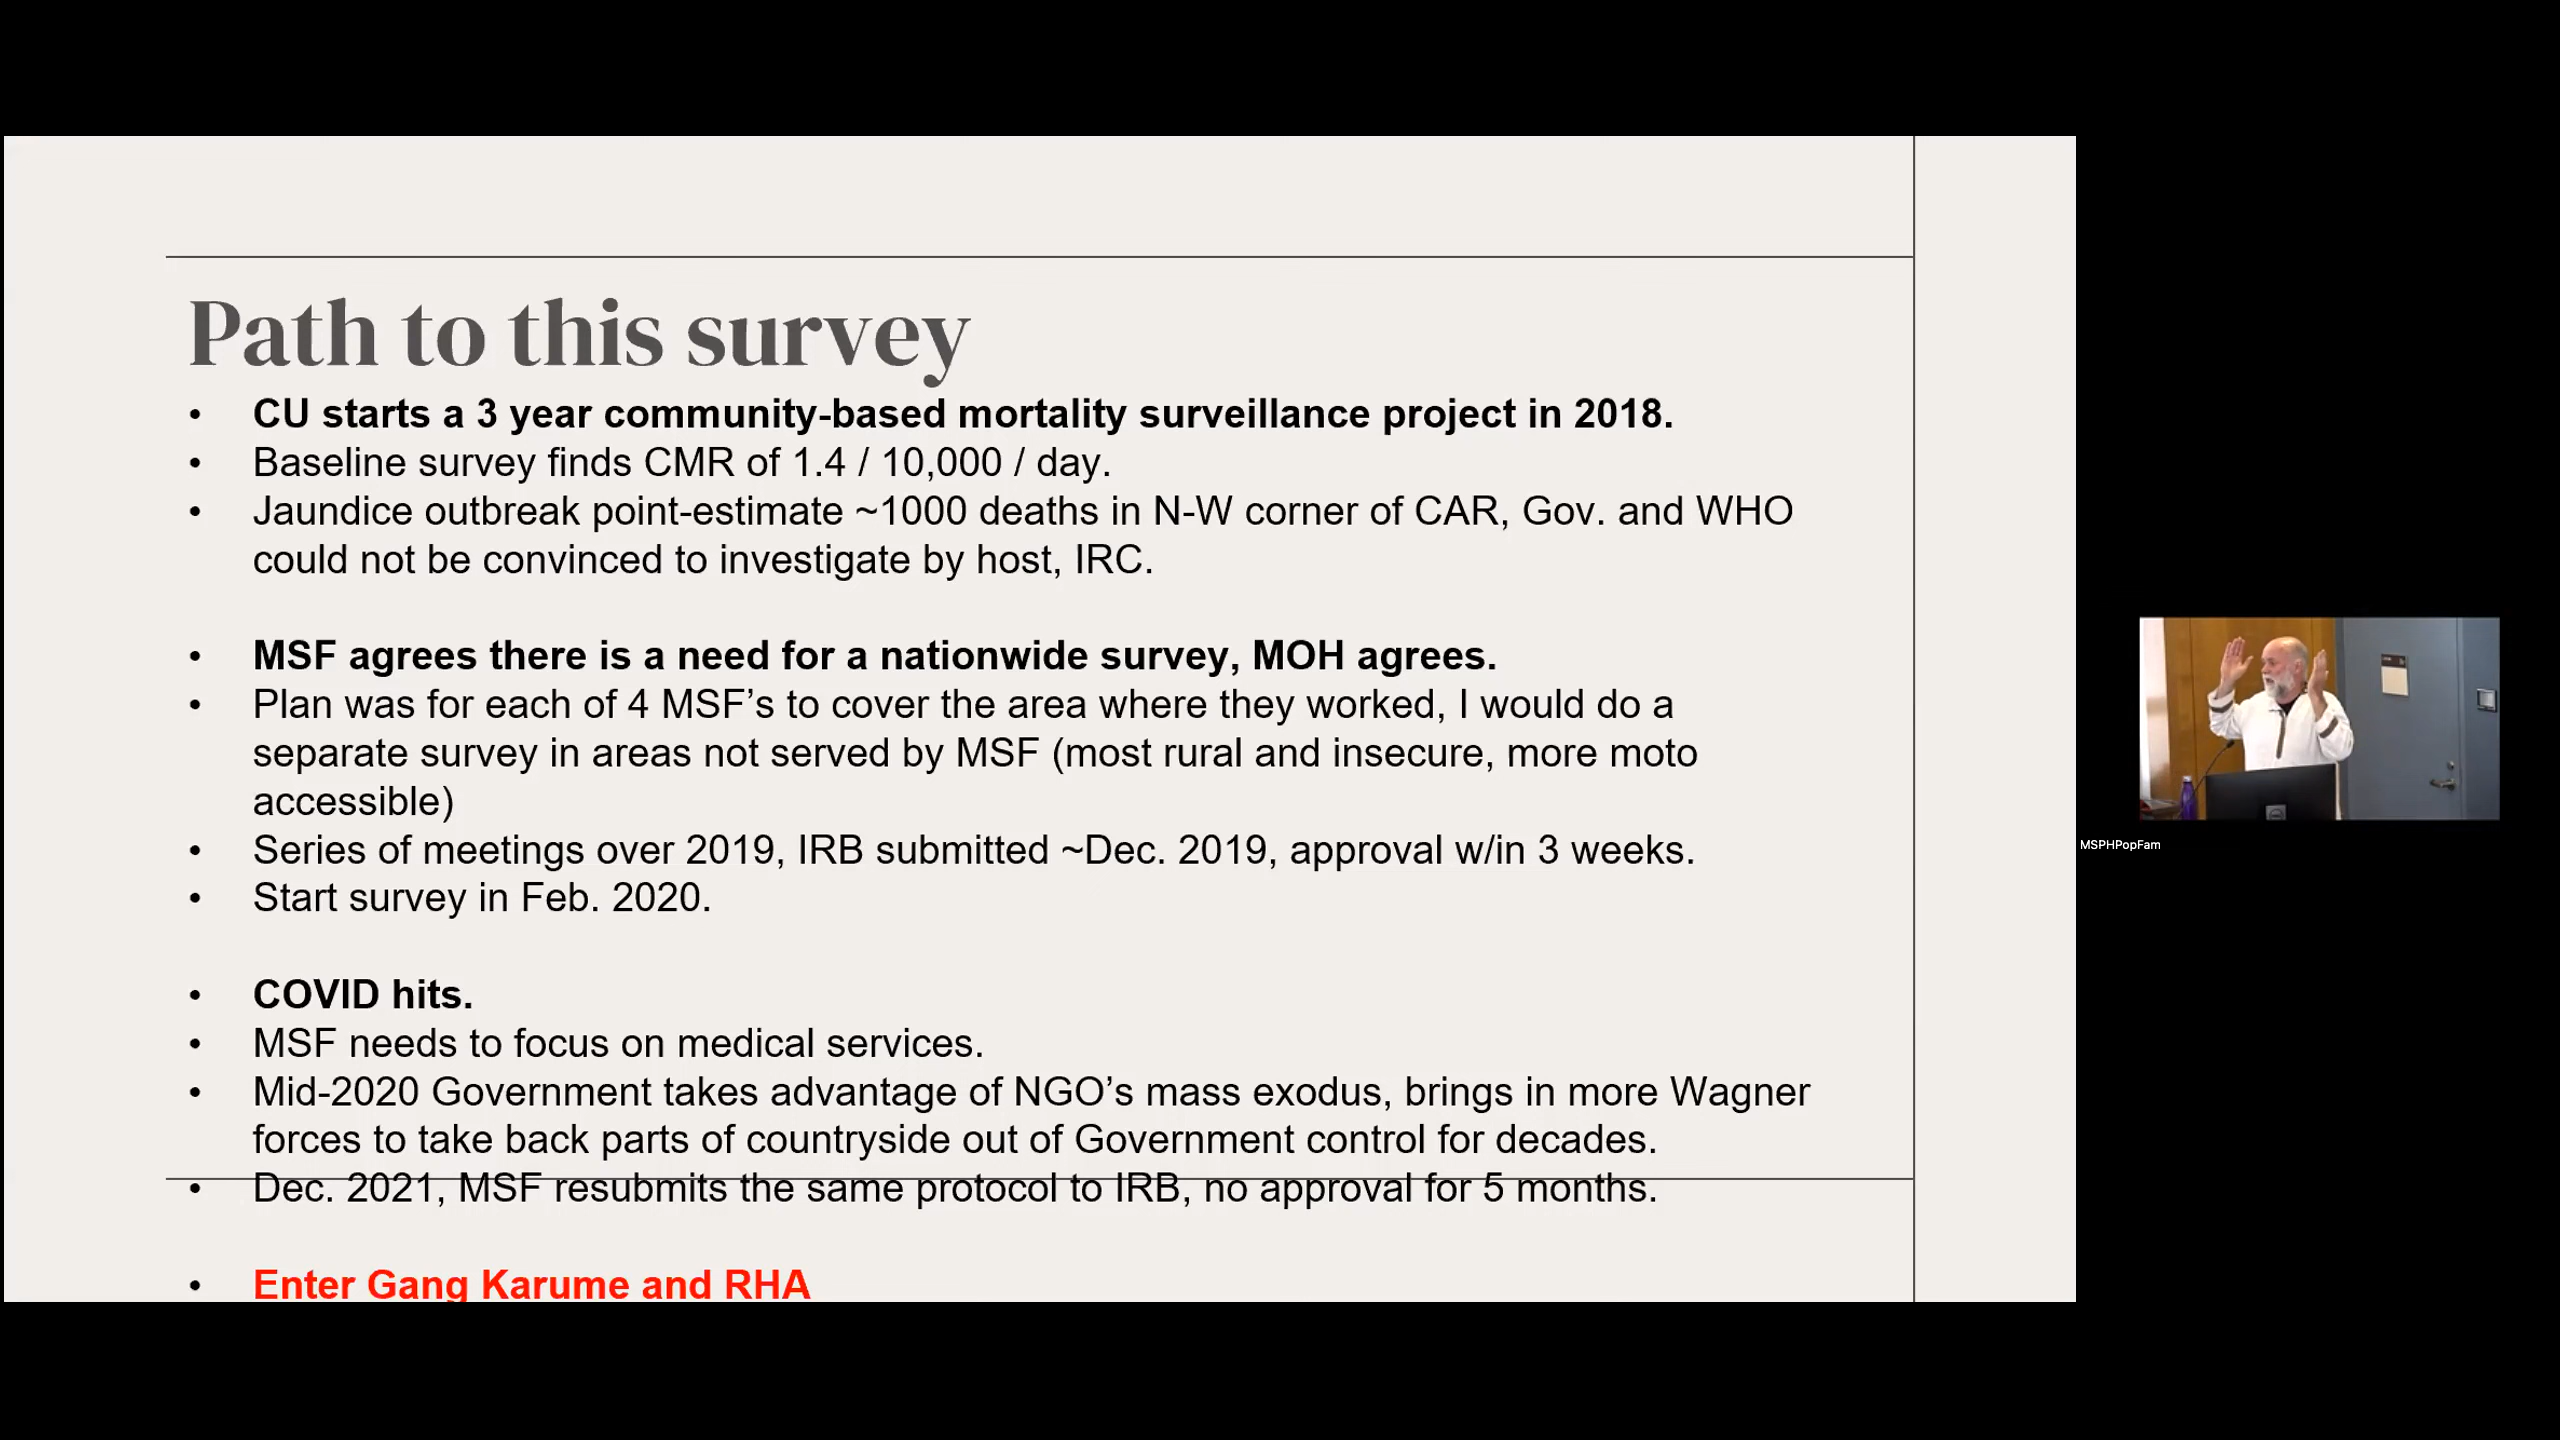 Path to this survey
• CU starts a 3 year community-based mortality surveillance project in 2018.
• Baseline survey finds CMR of 1.4 / 10,000 / day.
• Jaundice outbreak point-estimate ~1000 deaths in N-W corner of CAR, Gov. and WHO
could not be convinced to investigate by host, IRC.
• MSF agrees there is a need for a nationwide survey, MOH agrees.
• Plan was for each of 4 MSF’s to cover the area where they worked, I would do a
separate survey in areas not served by MSF (most rural and insecure, more moto
accessible)
• Series of meetings over 2019, IRB submitted ~Dec. 2019, approval w/in 3 weeks.
• Start survey in Feb. 2020.
• COVID hits.
• MSF needs to focus on medical services.
• Mid-2020 Government takes advantage of NGO’s mass exodus, brings in more Wagner
forces to take back parts of countryside out of Government control for decades.
• Dec. 2021, MSF resubmits the same protocol to IRB, no approval for 5 months.
• Enter Gang Karume and RHA
MSPHPopFam